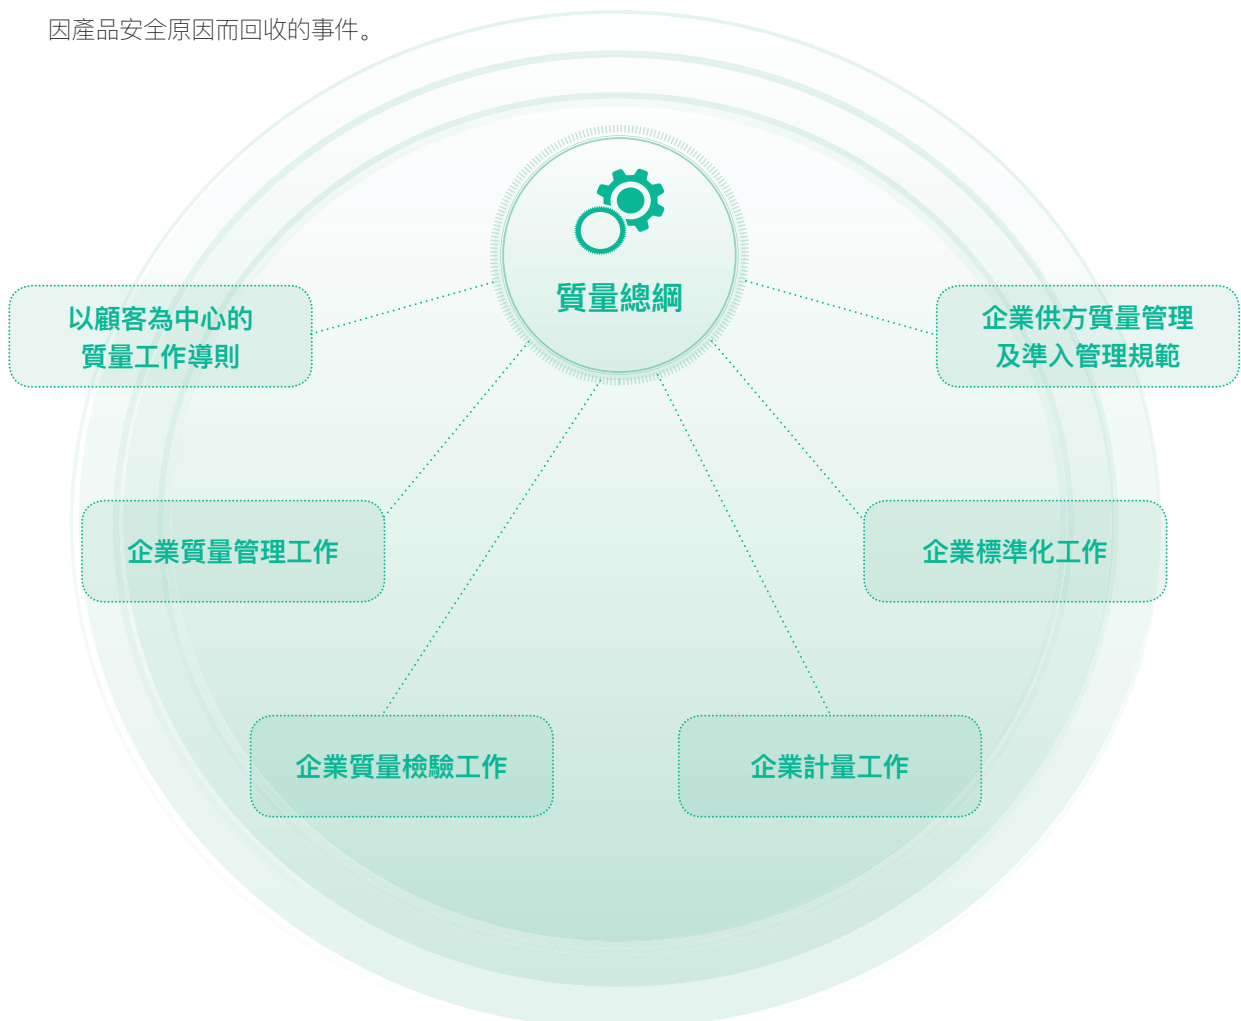 因產品安全原因而回收的事件。
質量總綱
以顧客為中心的
質量工作導則
企業供方質量管理
及準入管理規範
企業質量管理工作
企業標準化工作
企業質量檢驗工作
企業計量工作